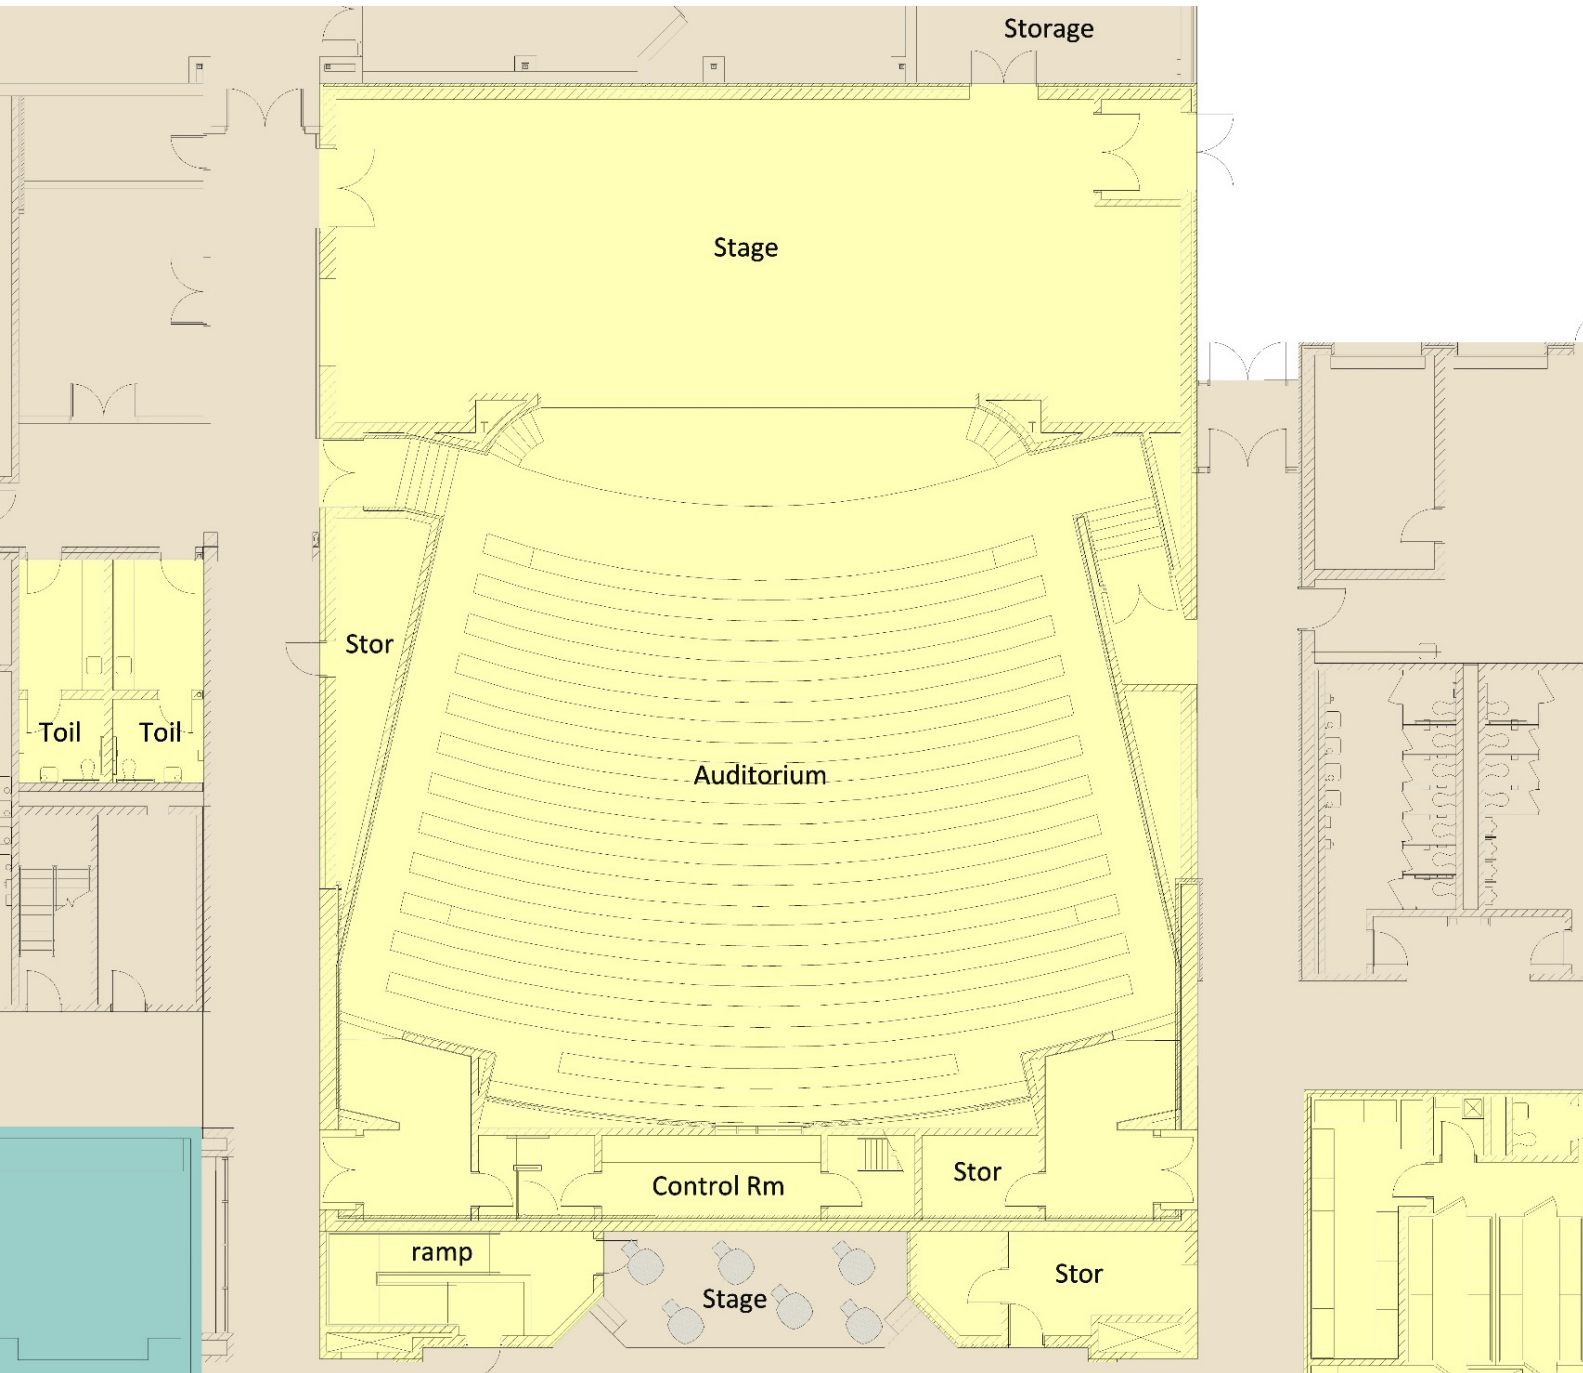 Storage
Stage
Stor
Toil
Toil
Auditorium
Control Rm
Stor
ramp
Stage
Stor